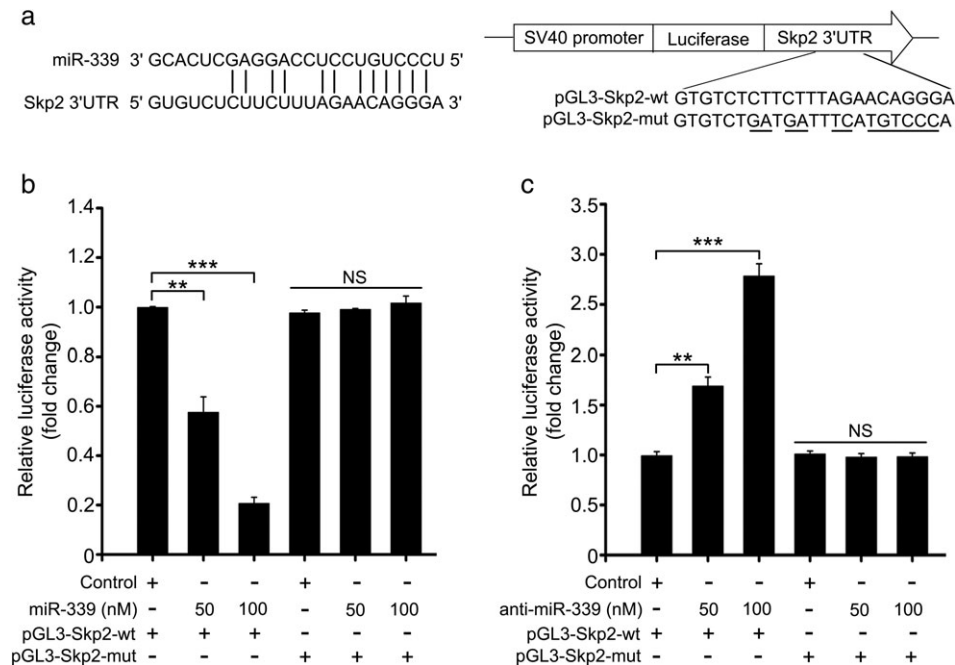 a
miR-339 3' GCACUCGAGGACCUCCUGUCCCU 5'
Skp2 3'UTR 5' GUGUCUCUUCUUUAGAACAGGGA 3'
SV40 promoter Luciferase Skp2 3'UTR
pGL3-Skp2-wt GTGTCTCTTCTTTAGAACAGGGA
pGL3-Skp2-mut GTGTCTGATGATTTCATGTCCCA
b
Relative luciferase activity
(fold change)
1.4
1.2
1.0
0.8
0.6
0.4
0.2
0
***
**
NS
Control + - - + - -
miR-339 (nM) - 50 100 - 50 100
pGL3-Skp2-wt + + + - - -
pGL3-Skp2-mut - - - + + +
c
Relative luciferase activity
(fold change)
3.5
3.0
2.5
2.0
1.5
1.0
0.5
0
***
**
NS
Control + - - + - -
anti-miR-339 (nM) - 50 100 - 50 100
pGL3-Skp2-wt + + + - - -
pGL3-Skp2-mut - - - + + +